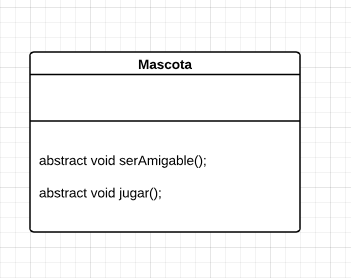 Mascota
abstract void serAmigable();
abstract void jugar();